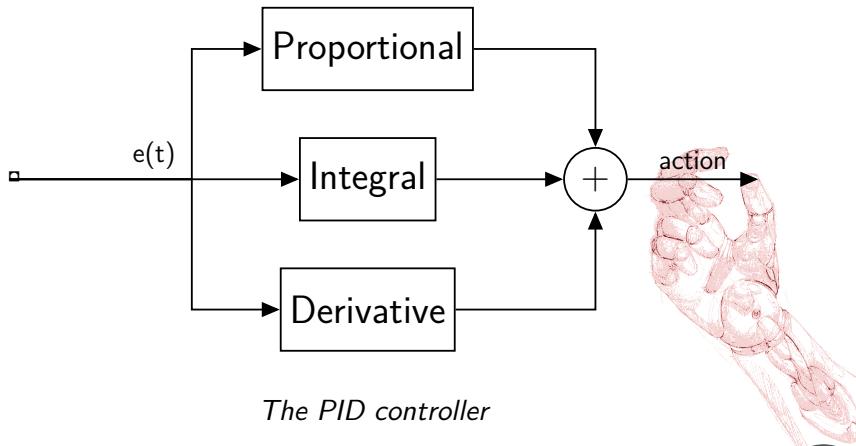 Proportional
e(t)
Integral
+
action
Derivative
The PID controller